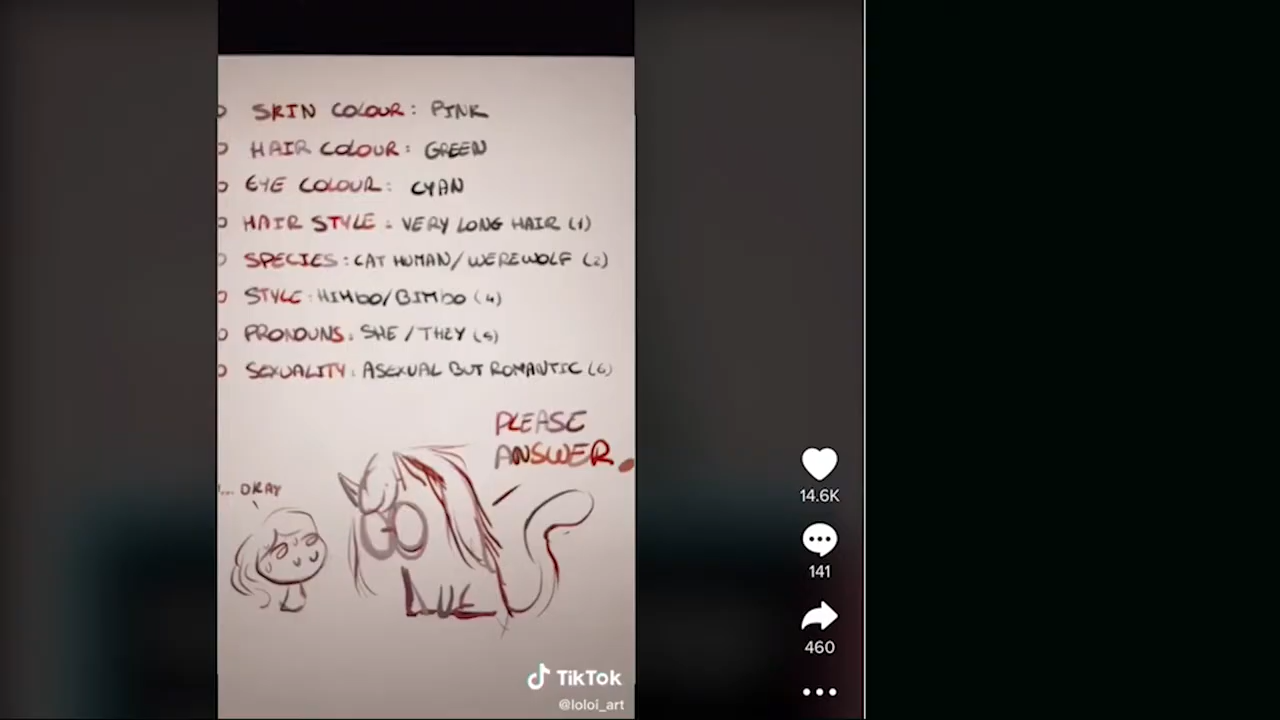 SKIN COLOUR: PINK
HAIR COLOUR: GREEN
EYE COLOUR: CYAN
HAIR STYLE: VERY LONG HAIR (1)
SPECIES: CAT HUMAN/WEREWOLF (2)
STYLE: HIMBO/BIMBO (4)
PRONOUNS: SHE/THEY (5)
SEXUALITY: ASEXUAL BUT ROMANTIC (6)
PLEASE
ANSWER.
... OKAY
GO
14.6K
141
460
TikTok
@loloi_art